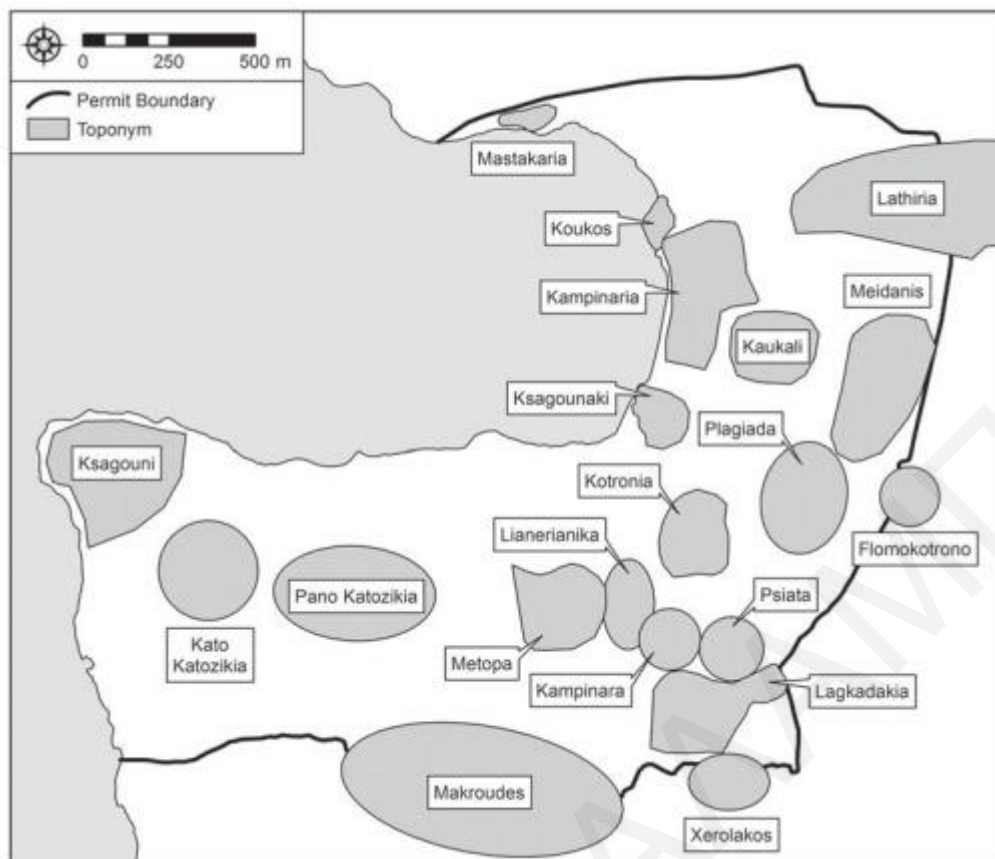 0 250 500 m
Permit Boundary
Toponym
Mastakaria
Lathiria
Koukos
Kampinaria
Meidanis
Kaukali
Ksagounaki
Plagiada
Ksagouni
Kotronia
Lianerianika
Flomokotrono
Pano Katozikia
Psiata
Kato
Katozikia
Metopa
Kampinara
Lagkadakia
Makroudes
Xerolakos